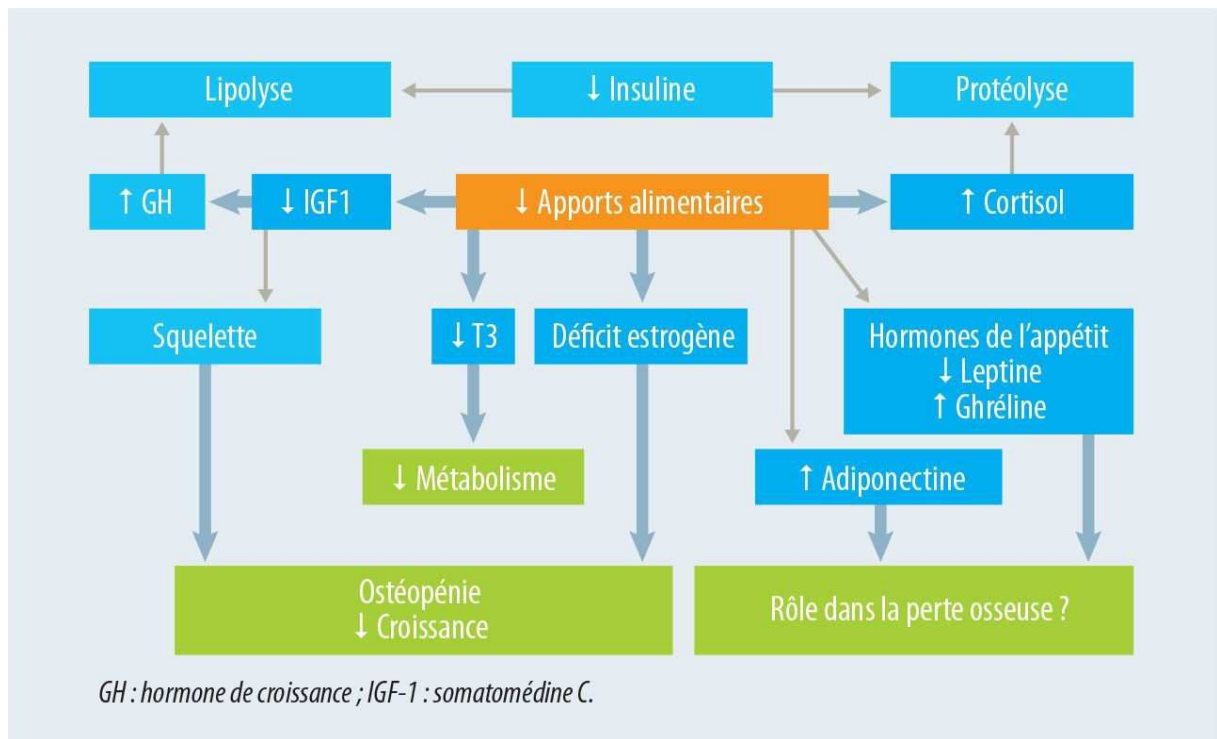 Lipolyse
↓ Insuline
Protéolyse
↑ GH
↓ IGF1
↓ Apports alimentaires
↑ Cortisol
Squelette
↓ T3
Déficit estrogène
Hormones de l'appétit
↓ Leptine
↑ Ghréline
↓ Métabolisme
↑ Adiponectine
Ostéopénie
↓ Croissance
Rôle dans la perte osseuse ?
GH : hormone de croissance ; IGF-1 : somatomédine C.